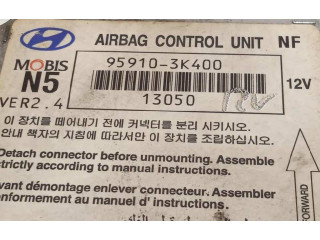 AIRBAG CONTROL UNIT NF
MOBIS
95910-3K400
N5
13050
12V
VER2.4
이 장치를 떼어내기 전에 커넥터를 분리 시키시오.
안내 책자의 지침에 따라서만 이 장치를 조립하십시
Detach connector before unmounting. Assemble
strictly according to manual instructions.
vant démontage enlever connecteur. Assembler
onformement au manuel d' instructions.
FORWARD